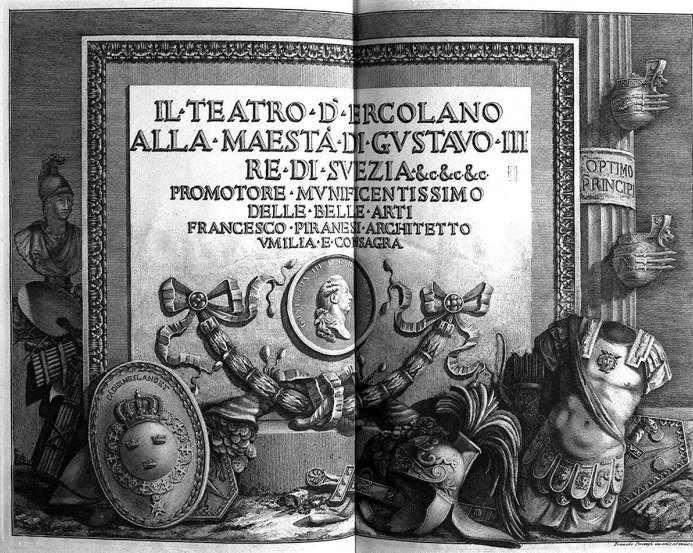 IL·TEATRO·D'·ERCOLANO
ALLA·MAESTÀ·DI·GVSTAVO·III
RE·DI·SVEZIA·&c·&c·&c·
PROMOTORE·MVNIFICENTISSIMO
DELLE·BELLE·ARTI
FRANCESCO·PIRANESI·ARCHITETTO
VMILIA·E·CONSAGRA
OPTIMO
PRINCIPI